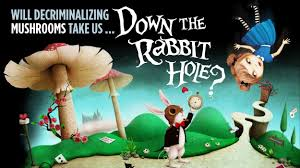 WILL DECRIMINALIZING
MUSHROOMS TAKE US ...
DOWN THE
RABBIT
HOLE?